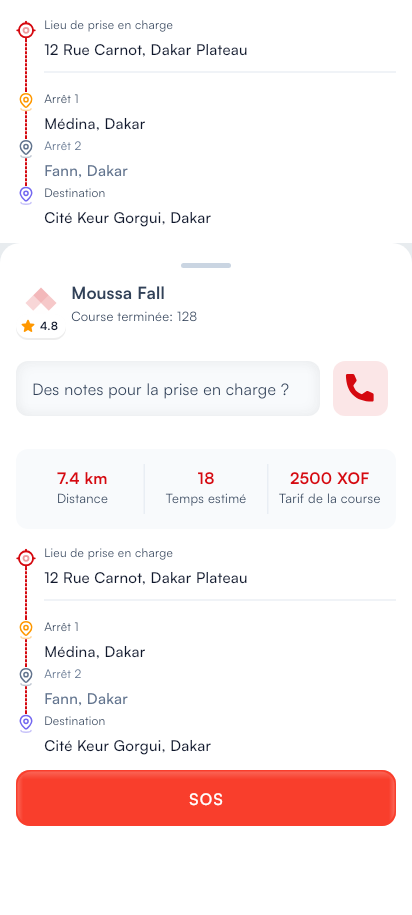 Lieu de prise en charge
12 Rue Carnot, Dakar Plateau
Arrêt 1
Médina, Dakar
Arrêt 2
Fann, Dakar
Destination
Cité Keur Gorgui, Dakar
Moussa Fall
4.8
Course terminée: 128
Des notes pour la prise en charge ?
7.4 km
Distance
18
Temps estimé
2500 XOF
Tarif de la course
Lieu de prise en charge
12 Rue Carnot, Dakar Plateau
Arrêt 1
Médina, Dakar
Arrêt 2
Fann, Dakar
Destination
Cité Keur Gorgui, Dakar
SOS